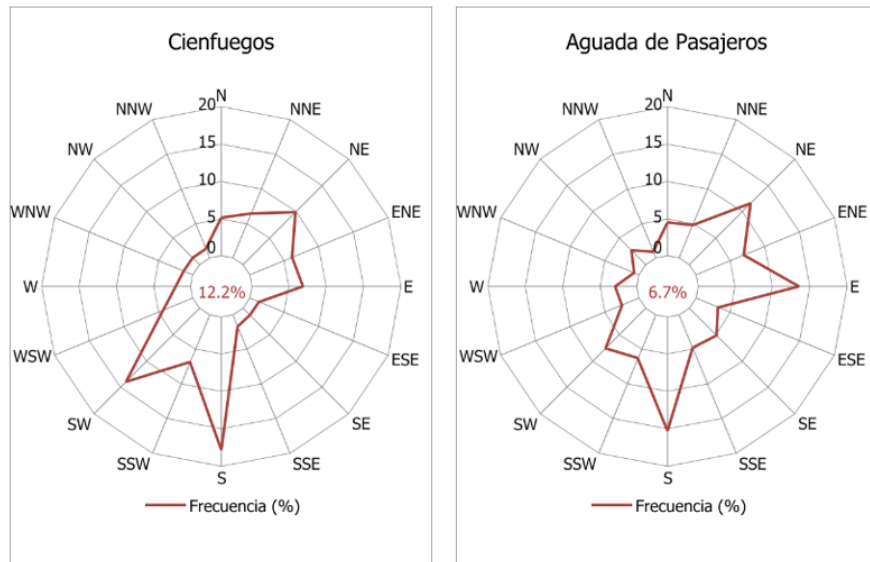 Cienfuegos
N
NNE
NE
ENE
E
ESE
SE
SSE
S
SSW
SW
WSW
W
WNW
NW
NNW
20
15
10
5
0
12.2%
Frecuencia (%)
Aguada de Pasajeros
N
NNE
NE
ENE
E
ESE
SE
SSE
S
SSW
SW
WSW
W
WNW
NW
NNW
20
15
10
5
0
6.7%
Frecuencia (%)